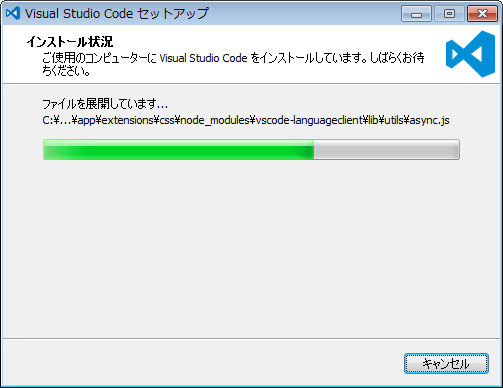 Visual Studio Code セットアップ
インストール状況
ご使用のコンピューターに Visual Studio Code をインストールしています。しばらくお待
ちください。
ファイルを展開しています...
C:¥...¥app¥extensions¥css¥node_modules¥vscode-languageclient¥lib¥utils¥async.js
キャンセル